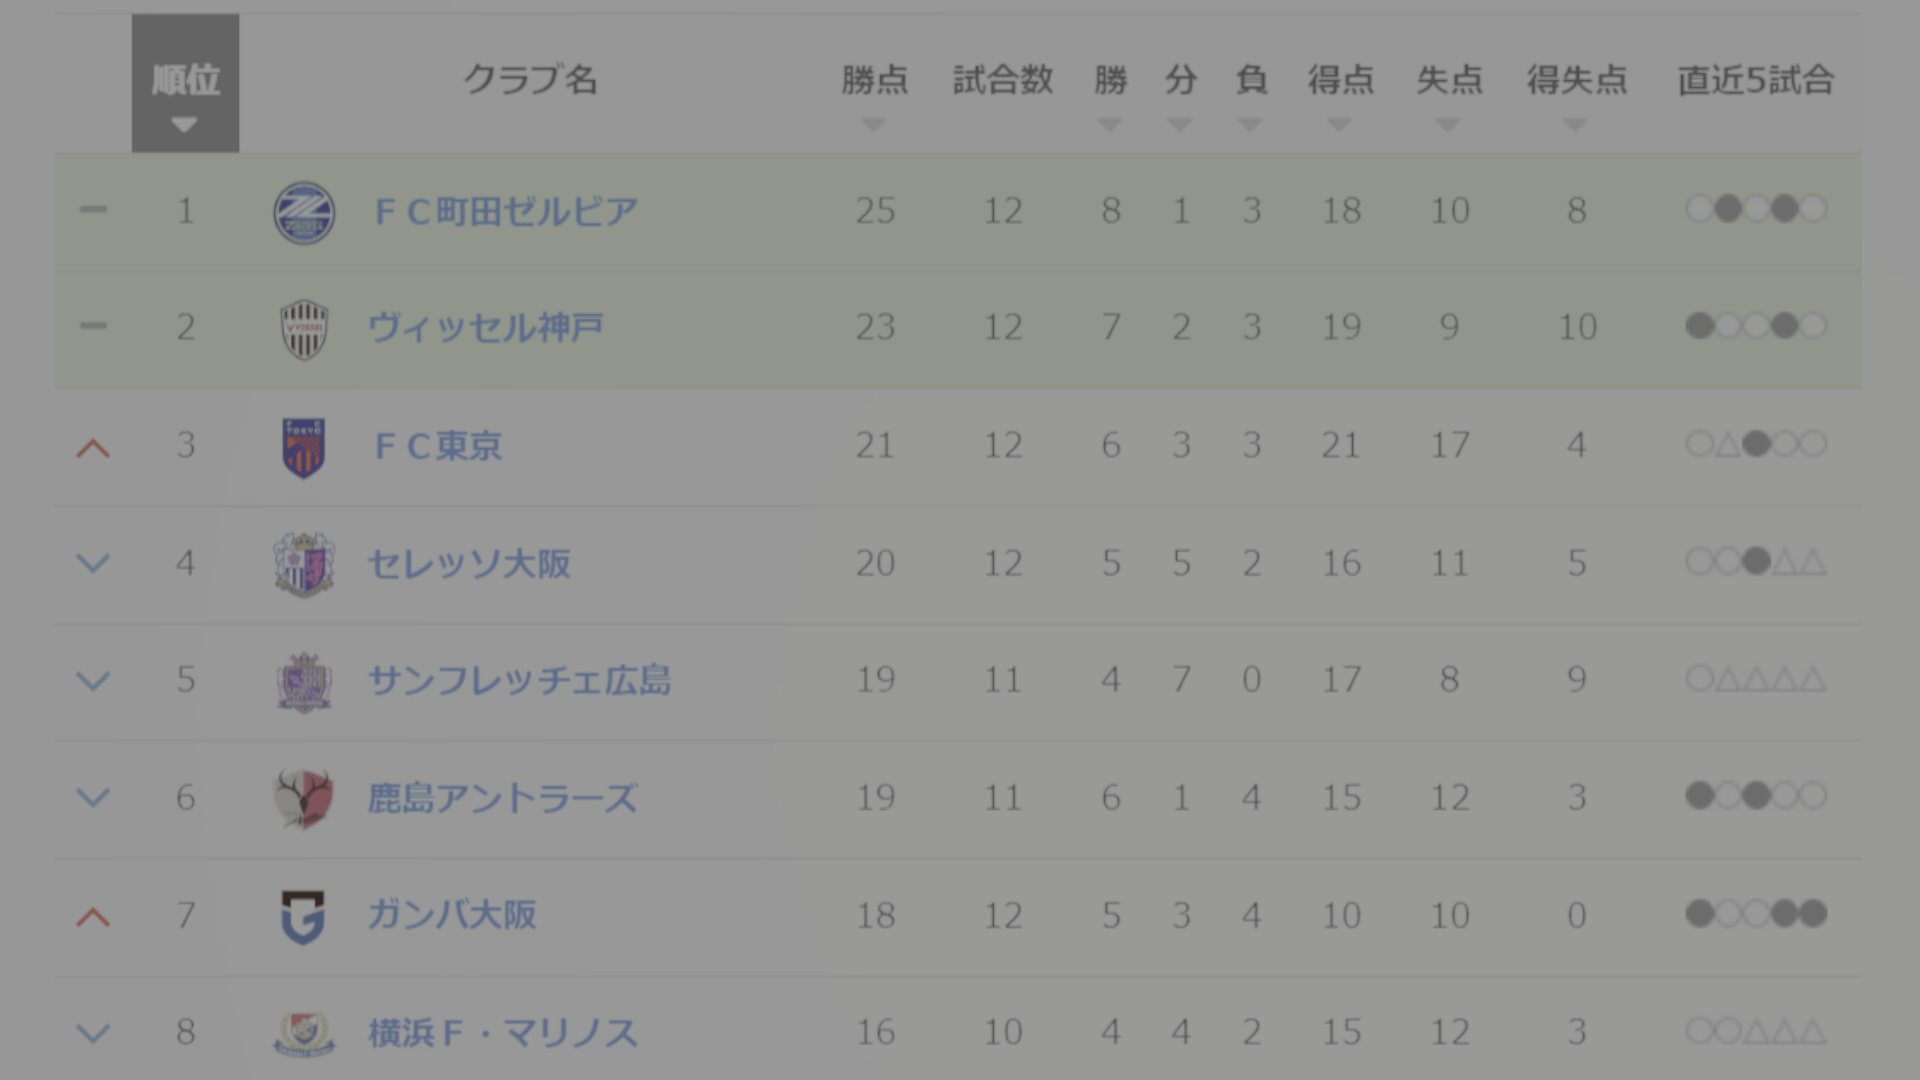 順位 クラブ名 勝点 試合数 勝 分 負 得点 失点 得失点 直近5試合
1 ＦＣ町田ゼルビア 25 12 8 1 3 18 10 8 ○●○●○
2 ヴィッセル神戸 23 12 7 2 3 19 9 10 ●○○●○
3 ＦＣ東京 21 12 6 3 3 21 17 4 ○△●○○
4 セレッソ大阪 20 12 5 5 2 16 11 5 ○○●△△
5 サンフレッチェ広島 19 11 4 7 0 17 8 9 ○△△△△
6 鹿島アントラーズ 19 11 6 1 4 15 12 3 ●○●○○
7 ガンバ大阪 18 12 5 3 4 10 10 0 ●○○●●
8 横浜Ｆ・マリノス 16 10 4 4 2 15 12 3 ○○△△△